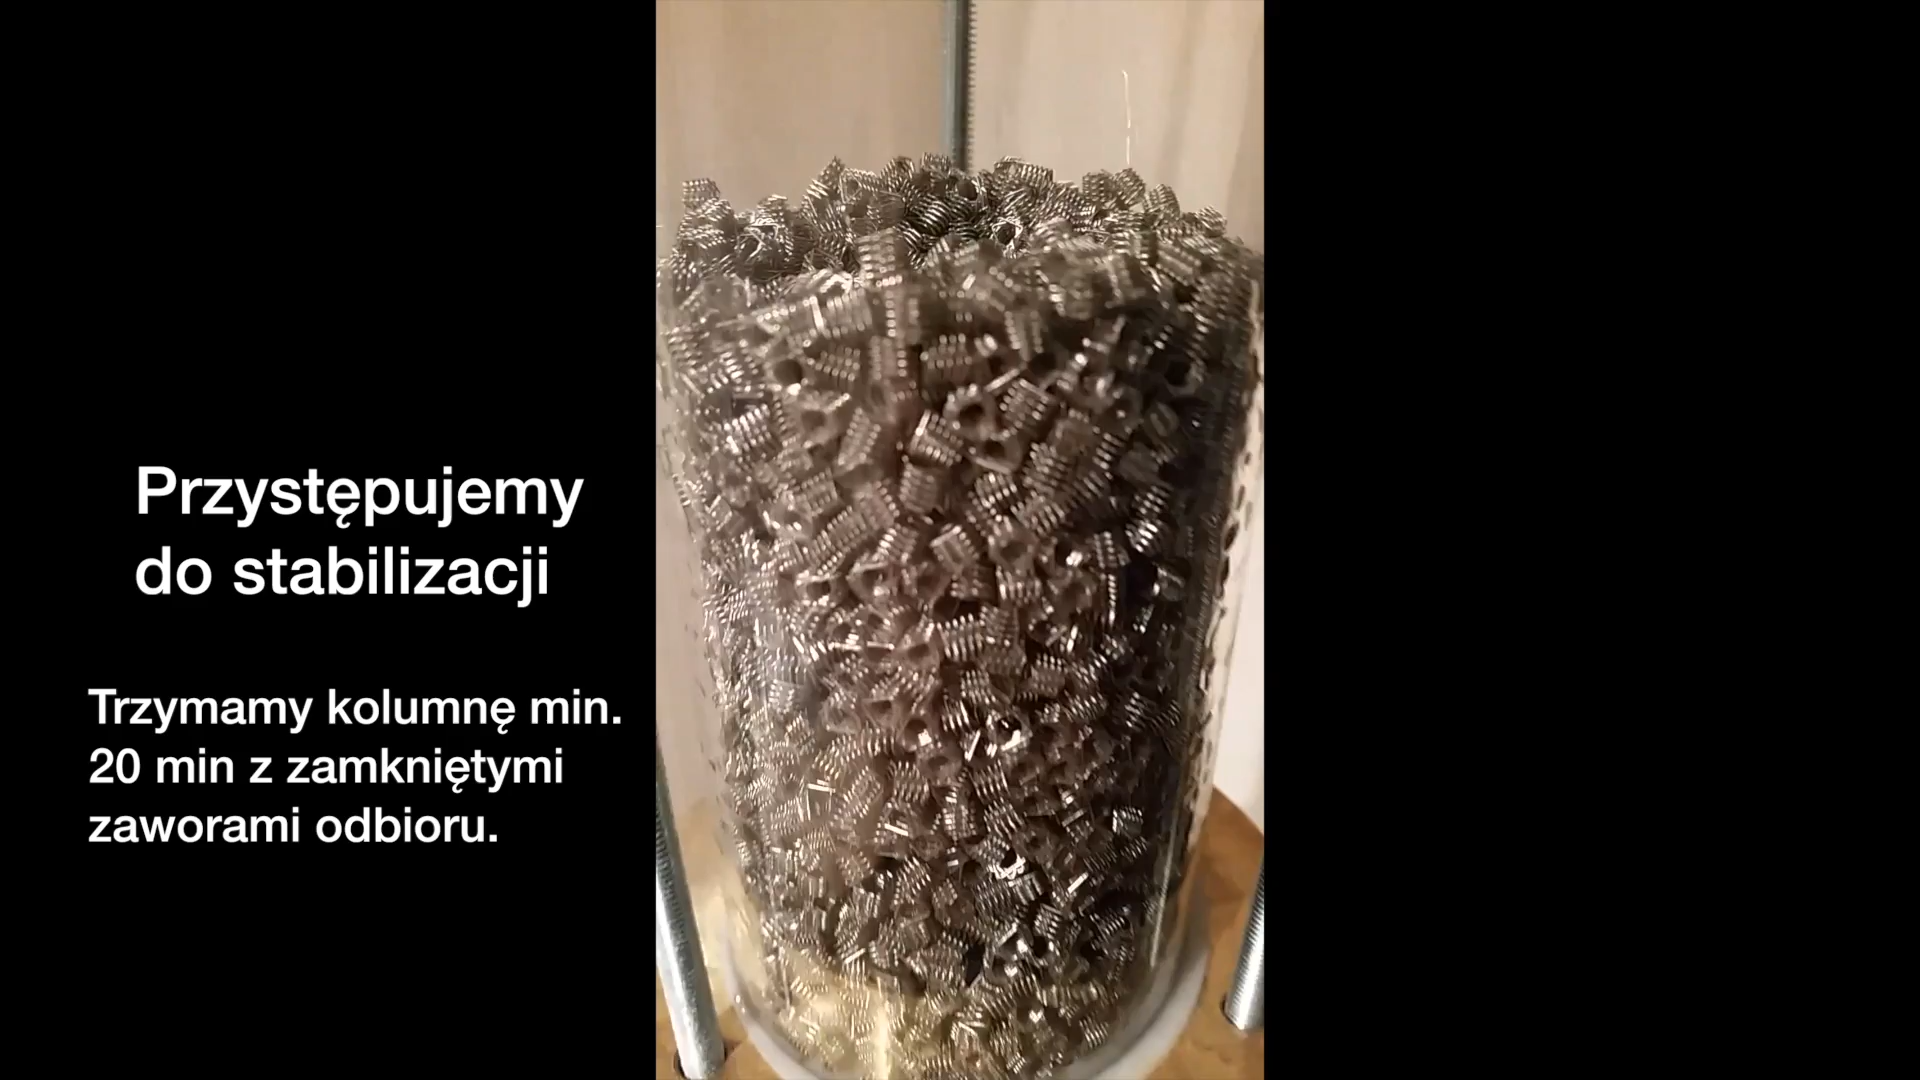 Przystępujemy
do stabilizacji
Trzymamy kolumnę min.
20 min z zamkniętymi
zaworami odbioru.